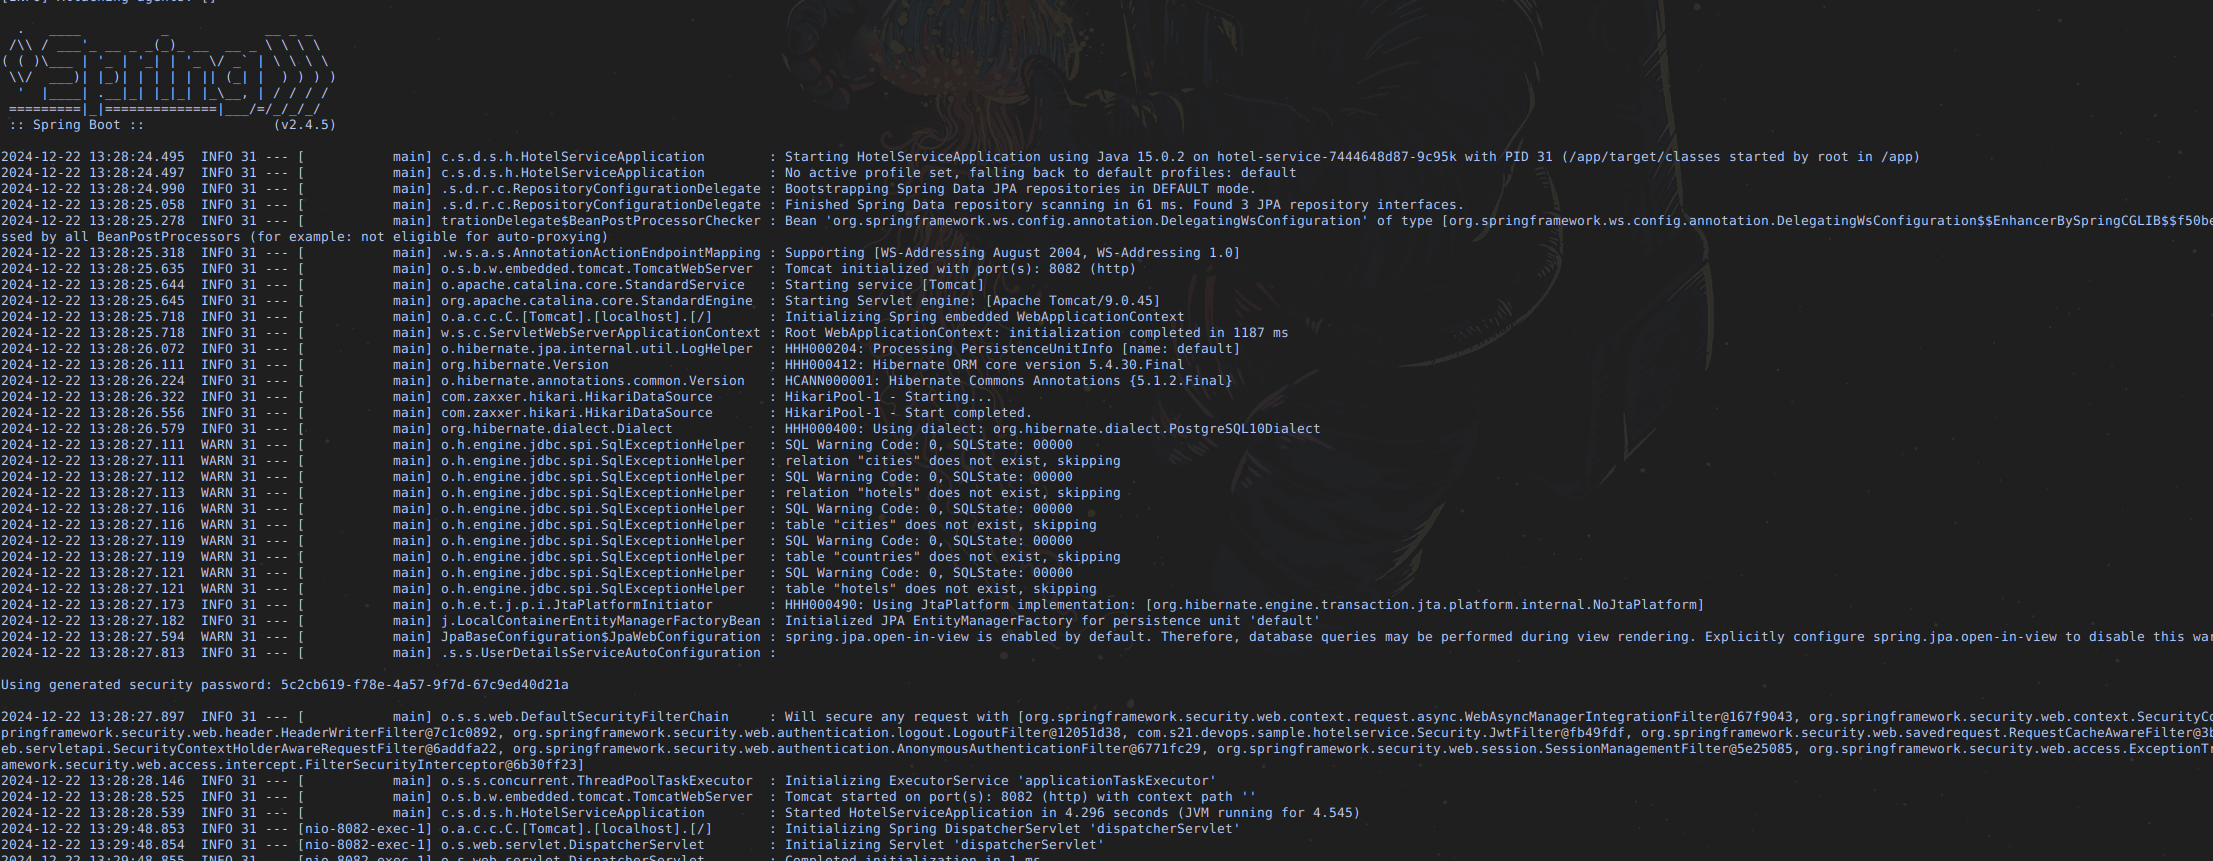 [INFO] Attaching agents: []
  .   ____          _            __ _ _
 /\\ / ___'_ __ _ _(_)_ __  __ _ \ \ \ \
( ( )\___ | '_ | '_| | '_ \/ _` | \ \ \ \
 \\/  ___)| |_)| | | | | || (_| |  ) ) ) )
  '  |____| .__|_| |_|_| |_\__, | / / / /
 =========|_|==============|___/=/_/_/_/
 :: Spring Boot ::                (v2.4.5)
2024-12-22 13:28:24.495  INFO 31 --- [           main] c.s.d.s.h.HotelServiceApplication        : Starting HotelServiceApplication using Java 15.0.2 on hotel-service-7444648d87-9c95k with PID 31 (/app/target/classes started by root in /app)
2024-12-22 13:28:24.497  INFO 31 --- [           main] c.s.d.s.h.HotelServiceApplication        : No active profile set, falling back to default profiles: default
2024-12-22 13:28:24.990  INFO 31 --- [           main] .s.d.r.c.RepositoryConfigurationDelegate : Bootstrapping Spring Data JPA repositories in DEFAULT mode.
2024-12-22 13:28:25.058  INFO 31 --- [           main] .s.d.r.c.RepositoryConfigurationDelegate : Finished Spring Data repository scanning in 61 ms. Found 3 JPA repository interfaces.
2024-12-22 13:28:25.278  INFO 31 --- [           main] trationDelegate$BeanPostProcessorChecker : Bean 'org.springframework.ws.config.annotation.DelegatingWsConfiguration' of type [org.springframework.ws.config.annotation.DelegatingWsConfiguration$$EnhancerBySpringCGLIB$$f50be
ssed by all BeanPostProcessors (for example: not eligible for auto-proxying)
2024-12-22 13:28:25.318  INFO 31 --- [           main] .w.s.a.s.AnnotationActionEndpointMapping : Supporting [WS-Addressing August 2004, WS-Addressing 1.0]
2024-12-22 13:28:25.635  INFO 31 --- [           main] o.s.b.w.embedded.tomcat.TomcatWebServer  : Tomcat initialized with port(s): 8082 (http)
2024-12-22 13:28:25.644  INFO 31 --- [           main] o.apache.catalina.core.StandardService   : Starting service [Tomcat]
2024-12-22 13:28:25.645  INFO 31 --- [           main] org.apache.catalina.core.StandardEngine  : Starting Servlet engine: [Apache Tomcat/9.0.45]
2024-12-22 13:28:25.718  INFO 31 --- [           main] o.a.c.c.C.[Tomcat].[localhost].[/]       : Initializing Spring embedded WebApplicationContext
2024-12-22 13:28:25.718  INFO 31 --- [           main] w.s.c.ServletWebServerApplicationContext : Root WebApplicationContext: initialization completed in 1187 ms
2024-12-22 13:28:26.072  INFO 31 --- [           main] o.hibernate.jpa.internal.util.LogHelper  : HHH000204: Processing PersistenceUnitInfo [name: default]
2024-12-22 13:28:26.111  INFO 31 --- [           main] org.hibernate.Version                    : HHH000412: Hibernate ORM core version 5.4.30.Final
2024-12-22 13:28:26.224  INFO 31 --- [           main] o.hibernate.annotations.common.Version   : HCANN000001: Hibernate Commons Annotations {5.1.2.Final}
2024-12-22 13:28:26.322  INFO 31 --- [           main] com.zaxxer.hikari.HikariDataSource       : HikariPool-1 - Starting...
2024-12-22 13:28:26.556  INFO 31 --- [           main] com.zaxxer.hikari.HikariDataSource       : HikariPool-1 - Start completed.
2024-12-22 13:28:26.579  INFO 31 --- [           main] org.hibernate.dialect.Dialect            : HHH000400: Using dialect: org.hibernate.dialect.PostgreSQL10Dialect
2024-12-22 13:28:27.111  WARN 31 --- [           main] o.h.engine.jdbc.spi.SqlExceptionHelper   : SQL Warning Code: 0, SQLState: 00000
2024-12-22 13:28:27.111  WARN 31 --- [           main] o.h.engine.jdbc.spi.SqlExceptionHelper   : relation "cities" does not exist, skipping
2024-12-22 13:28:27.112  WARN 31 --- [           main] o.h.engine.jdbc.spi.SqlExceptionHelper   : SQL Warning Code: 0, SQLState: 00000
2024-12-22 13:28:27.113  WARN 31 --- [           main] o.h.engine.jdbc.spi.SqlExceptionHelper   : relation "hotels" does not exist, skipping
2024-12-22 13:28:27.116  WARN 31 --- [           main] o.h.engine.jdbc.spi.SqlExceptionHelper   : SQL Warning Code: 0, SQLState: 00000
2024-12-22 13:28:27.116  WARN 31 --- [           main] o.h.engine.jdbc.spi.SqlExceptionHelper   : table "cities" does not exist, skipping
2024-12-22 13:28:27.119  WARN 31 --- [           main] o.h.engine.jdbc.spi.SqlExceptionHelper   : SQL Warning Code: 0, SQLState: 00000
2024-12-22 13:28:27.119  WARN 31 --- [           main] o.h.engine.jdbc.spi.SqlExceptionHelper   : table "countries" does not exist, skipping
2024-12-22 13:28:27.121  WARN 31 --- [           main] o.h.engine.jdbc.spi.SqlExceptionHelper   : SQL Warning Code: 0, SQLState: 00000
2024-12-22 13:28:27.121  WARN 31 --- [           main] o.h.engine.jdbc.spi.SqlExceptionHelper   : table "hotels" does not exist, skipping
2024-12-22 13:28:27.173  INFO 31 --- [           main] o.h.e.t.j.p.i.JtaPlatformInitiator       : HHH000490: Using JtaPlatform implementation: [org.hibernate.engine.transaction.jta.platform.internal.NoJtaPlatform]
2024-12-22 13:28:27.182  INFO 31 --- [           main] j.LocalContainerEntityManagerFactoryBean : Initialized JPA EntityManagerFactory for persistence unit 'default'
2024-12-22 13:28:27.594  WARN 31 --- [           main] JpaBaseConfiguration$JpaWebConfiguration : spring.jpa.open-in-view is enabled by default. Therefore, database queries may be performed during view rendering. Explicitly configure spring.jpa.open-in-view to disable this war
2024-12-22 13:28:27.813  INFO 31 --- [           main] .s.s.UserDetailsServiceAutoConfiguration :
Using generated security password: 5c2cb619-f78e-4a57-9f7d-67c9ed40d21a
2024-12-22 13:28:27.897  INFO 31 --- [           main] o.s.s.web.DefaultSecurityFilterChain     : Will secure any request with [org.springframework.security.web.context.request.async.WebAsyncManagerIntegrationFilter@167f9043, org.springframework.security.web.context.SecurityCo
pringframework.security.web.header.HeaderWriterFilter@7c1c0892, org.springframework.security.web.authentication.logout.LogoutFilter@12051d38, com.s21.devops.sample.hotelservice.Security.JwtFilter@fb49fdf, org.springframework.security.web.savedrequest.RequestCacheAwareFilter@3b
eb.servletapi.SecurityContextHolderAwareRequestFilter@6addfa22, org.springframework.security.web.authentication.AnonymousAuthenticationFilter@6771fc29, org.springframework.security.web.session.SessionManagementFilter@5e25085, org.springframework.security.web.access.ExceptionTr
amework.security.web.access.intercept.FilterSecurityInterceptor@6b30ff23]
2024-12-22 13:28:28.146  INFO 31 --- [           main] o.s.s.concurrent.ThreadPoolTaskExecutor  : Initializing ExecutorService 'applicationTaskExecutor'
2024-12-22 13:28:28.525  INFO 31 --- [           main] o.s.b.w.embedded.tomcat.TomcatWebServer  : Tomcat started on port(s): 8082 (http) with context path ''
2024-12-22 13:28:28.539  INFO 31 --- [           main] c.s.d.s.h.HotelServiceApplication        : Started HotelServiceApplication in 4.296 seconds (JVM running for 4.545)
2024-12-22 13:29:48.853  INFO 31 --- [nio-8082-exec-1] o.a.c.c.C.[Tomcat].[localhost].[/]       : Initializing Spring DispatcherServlet 'dispatcherServlet'
2024-12-22 13:29:48.854  INFO 31 --- [nio-8082-exec-1] o.s.web.servlet.DispatcherServlet        : Initializing Servlet 'dispatcherServlet'
2024-12-22 13:29:48.855  INFO 31 --- [nio-8082-exec-1] o.s.web.servlet.DispatcherServlet        : Completed initialization in 1 ms